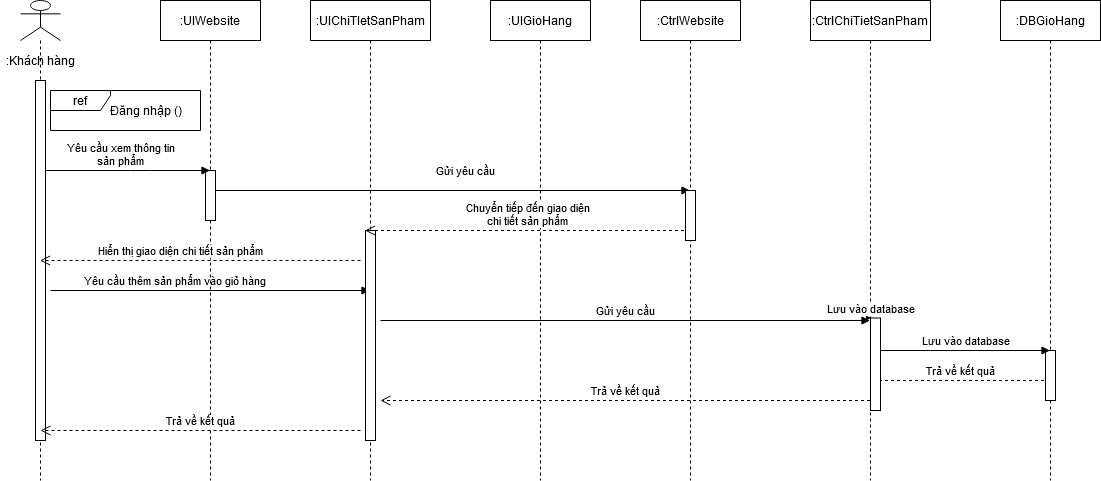 :UIWebsite
:UIChiTIetSanPham
:UIGioHang
:CtrlWebsite
:CtrlChiTietSanPham
:DBGioHang
:Khách hàng
ref
Đăng nhập ()
Yêu cầu xem thông tin
sản phẩm
Gửi yêu cầu
Chuyển tiếp đến giao diện
chi tiết sản phẩm
Hiển thị giao diện chi tiết sản phẩm
Yêu cầu thêm sản phẩm vào giỏ hàng
Gửi yêu cầu
Lưu vào database
Lưu vào database
Trả về kết quả
Trả về kết quả
Trả về kết quả